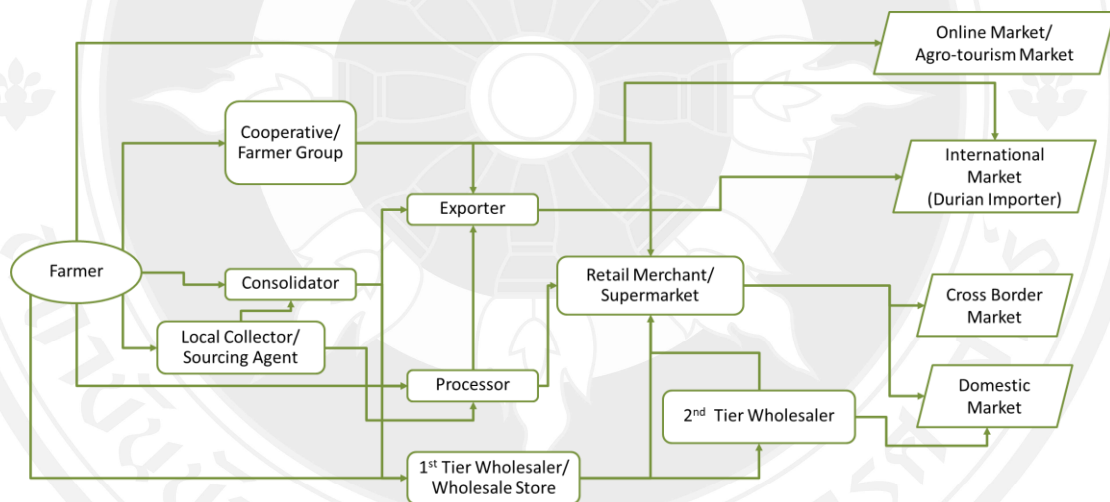 Online Market/
Agro-tourism Market
Cooperative/
Farmer Group
International
Market
(Durian Importer)
Exporter
Farmer
Consolidator
Retail Merchant/
Supermarket
Cross Border
Market
Local Collector/
Sourcing Agent
Processor
Domestic
Market
2nd Tier Wholesaler
1st Tier Wholesaler/
Wholesale Store